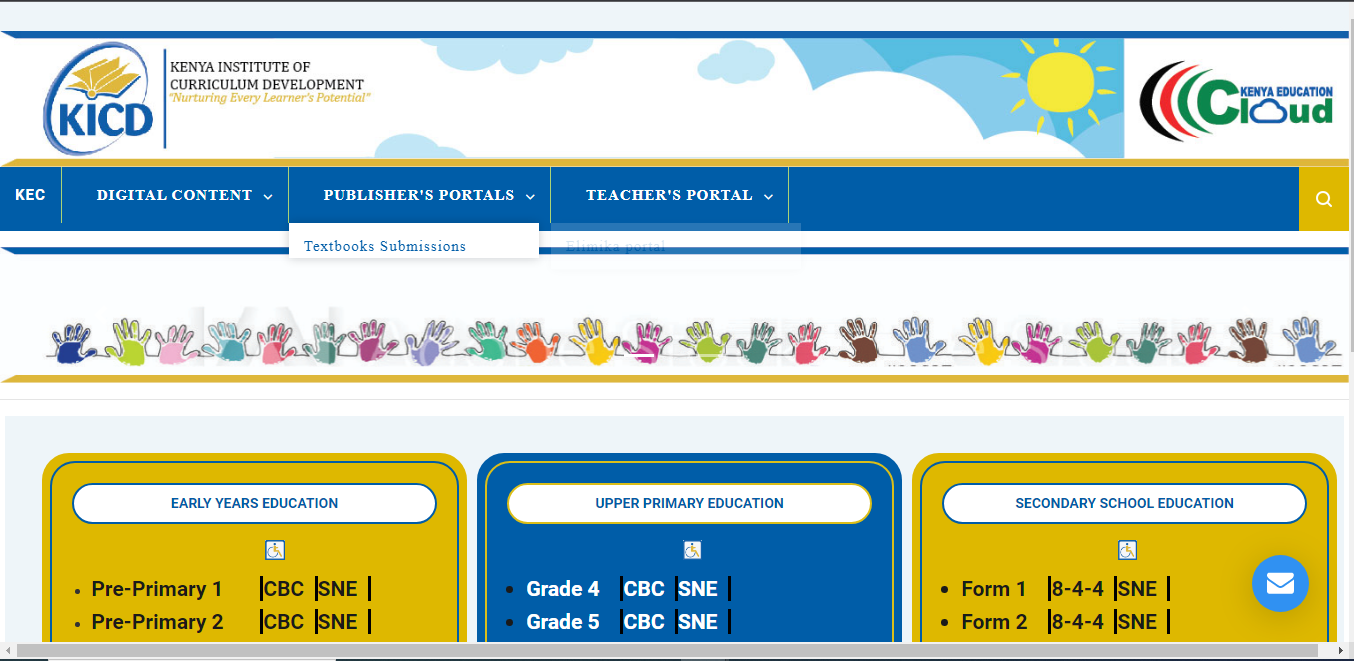 KENYA INSTITUTE OF
CURRICULUM DEVELOPMENT
"Nurturing Every Learner's Potential"
KICD
KENYA EDUCATION
Cloud
KEC
DIGITAL CONTENT
PUBLISHER'S PORTALS
TEACHER'S PORTAL
Textbooks Submissions
Elimika portal
EARLY YEARS EDUCATION
Pre-Primary 1 |CBC |SNE |
Pre-Primary 2 |CBC |SNE |
UPPER PRIMARY EDUCATION
Grade 4 |CBC |SNE |
Grade 5 |CBC |SNE |
SECONDARY SCHOOL EDUCATION
Form 1 |8-4-4 |SNE |
Form 2 |8-4-4 |SNE |